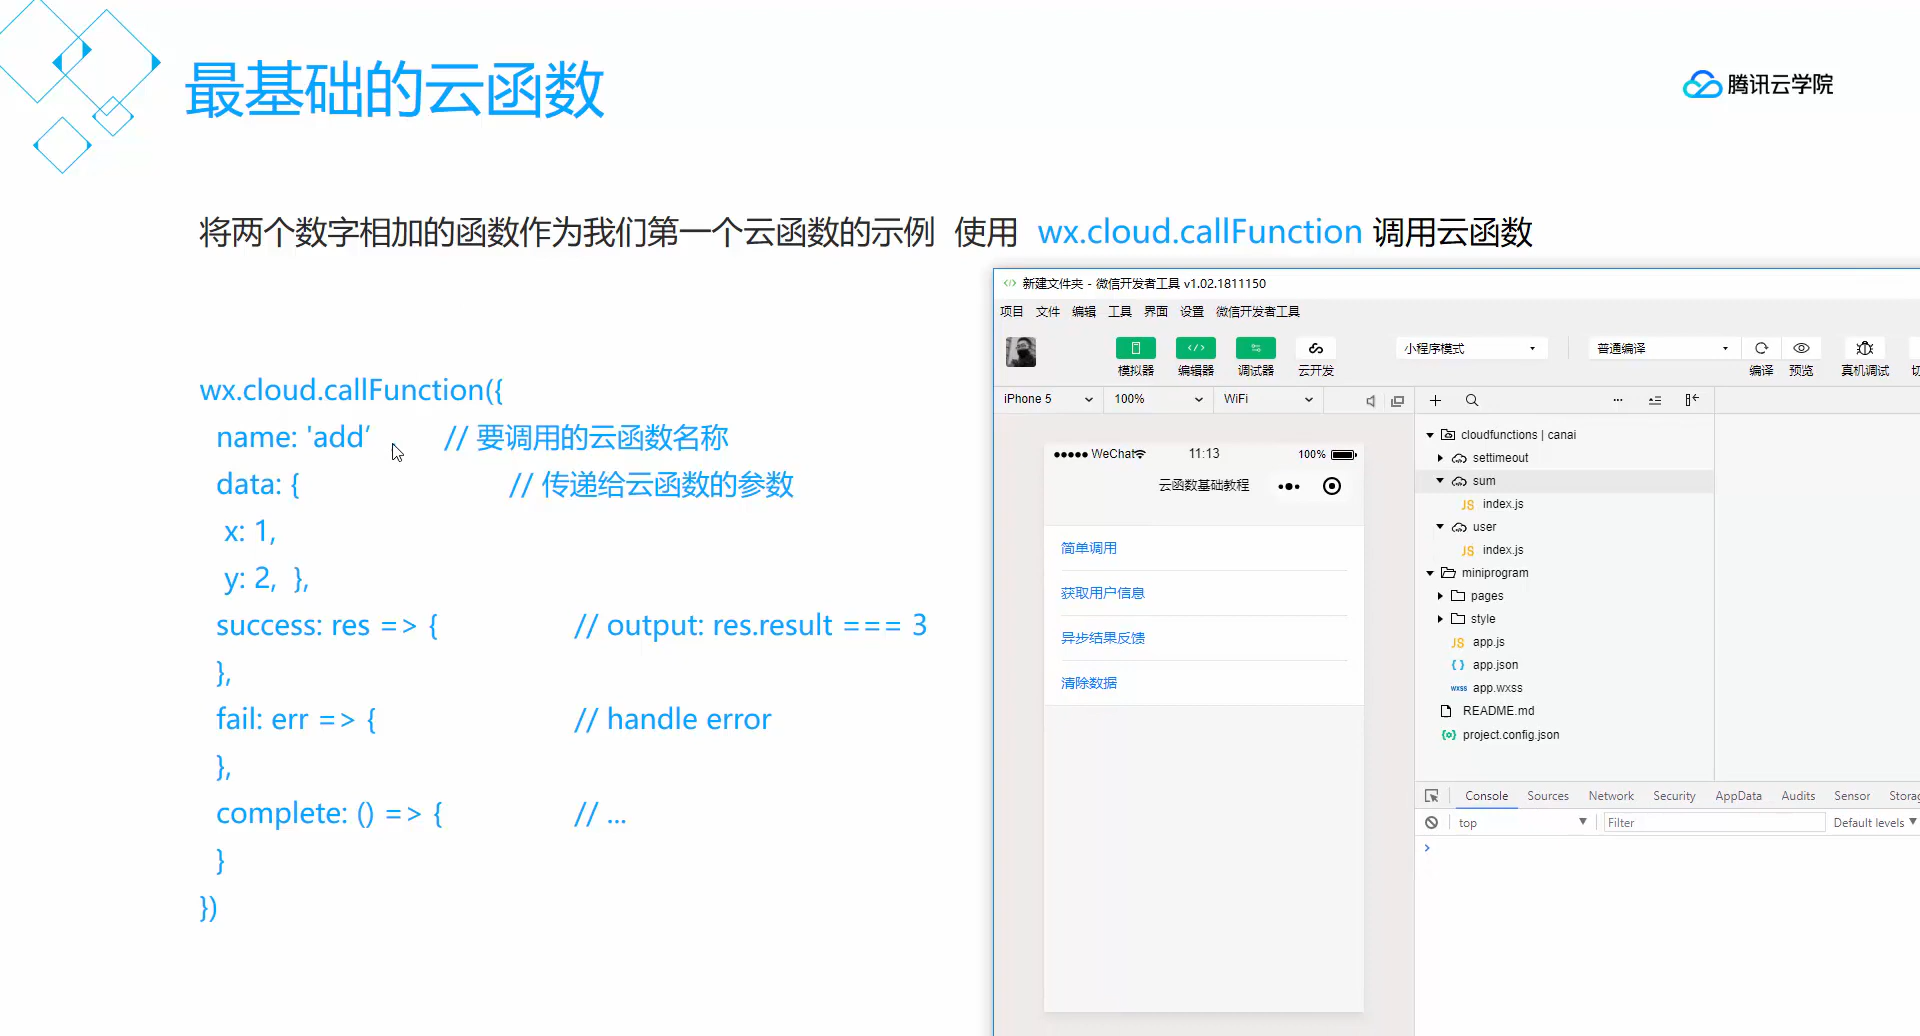 最基础的云函数
腾讯云学院
将两个数字相加的函数作为我们第一个云函数的示例 使用 wx.cloud.callFunction 调用云函数
wx.cloud.callFunction({
name: 'add’ // 要调用的云函数名称
data: { // 传递给云函数的参数
x: 1,
y: 2, },
success: res => { // output: res.result === 3
},
fail: err => { // handle error
},
complete: () => { // ...
}
})
新建文件夹 - 微信开发者工具 v1.02.1811150
项目 文件 编辑 工具 界面 设置 微信开发者工具
小程序模式 普通编译
模拟器 编辑器 调试器 云开发 编译 预览 真机调试 切
iPhone 5 100% WiFi
WeChat 11:13 100%
云函数基础教程
简单调用
获取用户信息
异步结果反馈
清除数据
cloudfunctions | canai
settimeout
sum
JS index.js
user
JS index.js
miniprogram
pages
style
JS app.js
{ } app.json
wxss app.wxss
README.md
{o} project.config.json
Console Sources Network Security AppData Audits Sensor Storag
top Filter Default levels